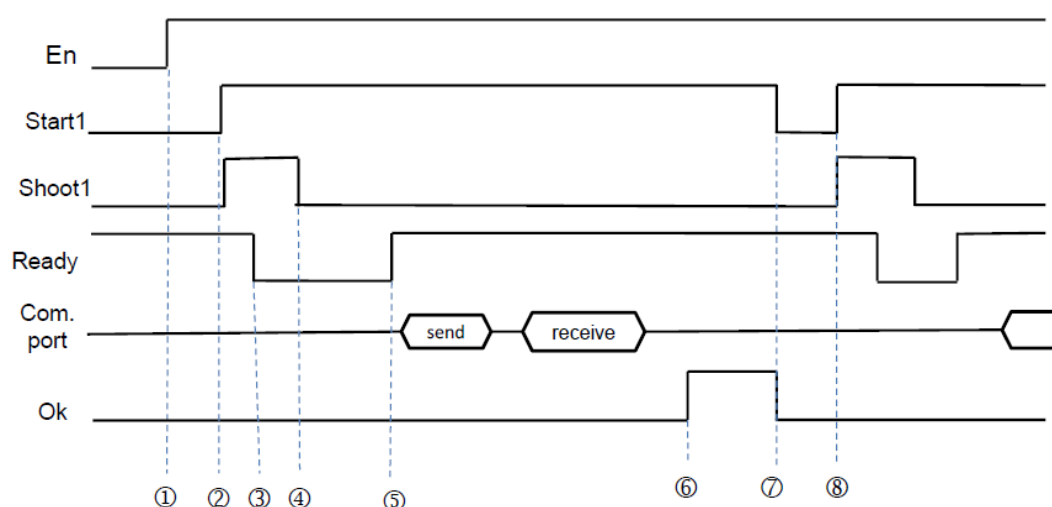 En
Start1
Shoot1
Ready
Com.
port
send
receive
Ok
① ② ③ ④ ⑤ ⑥ ⑦ ⑧